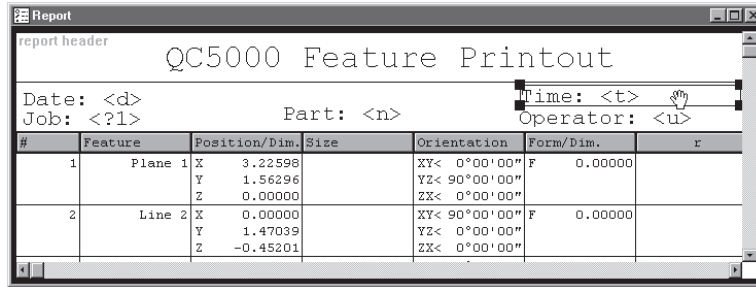 Report
report header
QC5000 Feature Printout
Date: <d>
Time: <t>
Job: <?1>
Part: <n>
Operator: <u>
# Feature Position/Dim. Size Orientation Form/Dim. r
1 Plane 1 X 3.22598 XY< 0°00'00" F 0.00000
Y 1.56296 YZ< 90°00'00"
Z 0.00000 ZX< 0°00'00"
2 Line 2 X 0.00000 XY< 90°00'00" F 0.00000
Y 1.47039 YZ< 0°00'00"
Z -0.45201 ZX< 0°00'00"